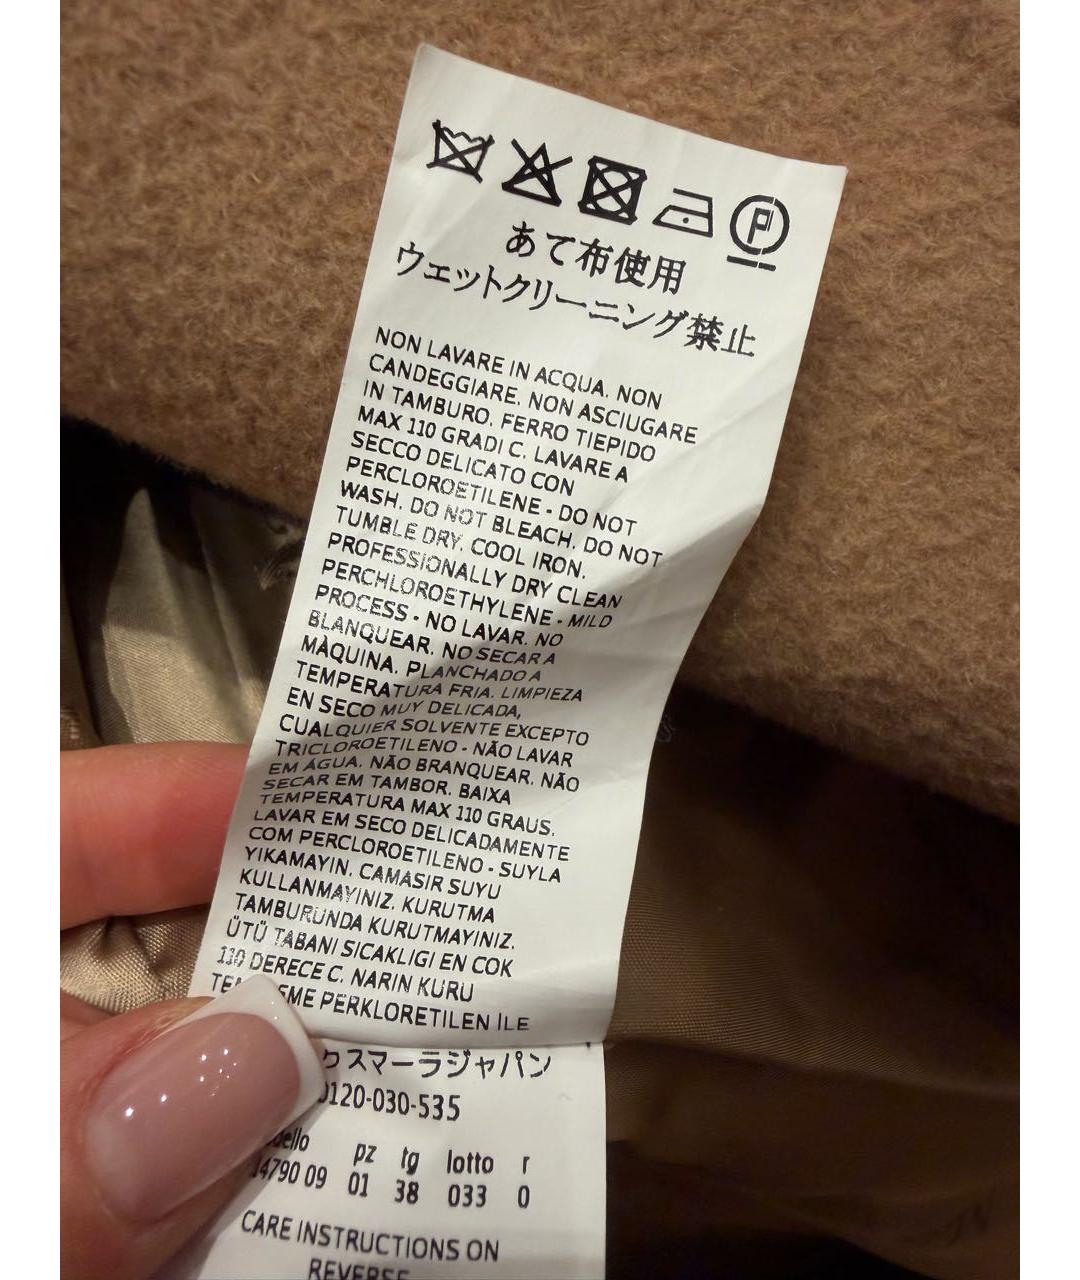 P
あて布使用
ウェットクリーニング禁止
NON LAVARE IN ACQUA. NON
CANDEGGIARE. NON ASCIUGARE
IN TAMBURO. FERRO TIEPIDO
MAX 110 GRADI C. LAVARE A
SECCO DELICATO CON
PERCLOROETILENE - DO NOT
WASH. DO NOT BLEACH. DO NOT
TUMBLE DRY. COOL IRON.
PROFESSIONALLY DRY CLEAN
PERCHLOROETHYLENE - MILD
PROCESS - NO LAVAR. NO
BLANQUEAR. NO SECAR A
MÀQUINA. PLANCHADO A
TEMPERATURA FRIA. LIMPIEZA
EN SECO MUY DELICADA,
CUALQUIER SOLVENTE EXCEPTO
TRICLOROETILENO - NÃO LAVAR
EM ÁGUA. NÃO BRANQUEAR. NÃO
SECAR EM TAMBOR. BAIXA
TEMPERATURA MAX 110 GRAUS.
LAVAR EM SECO DELICADAMENTE
COM PERCLOROETILENO - SUYLA
YIKAMAYIN. CAMASIR SUYU
KULLANMAYINIZ. KURUTMA
TAMBURUNDA KURUTMAYINIZ.
ÜTÜ TABANI SICAKLIGI EN COK
110 DERECE C. NARIN KURU
PERKLORETILEN İLE
クスマーラジャパン
0120-030-535
pz tg lotto r
14790 09 01 38 033 0
CARE INSTRUCTIONS ON
REVERSE